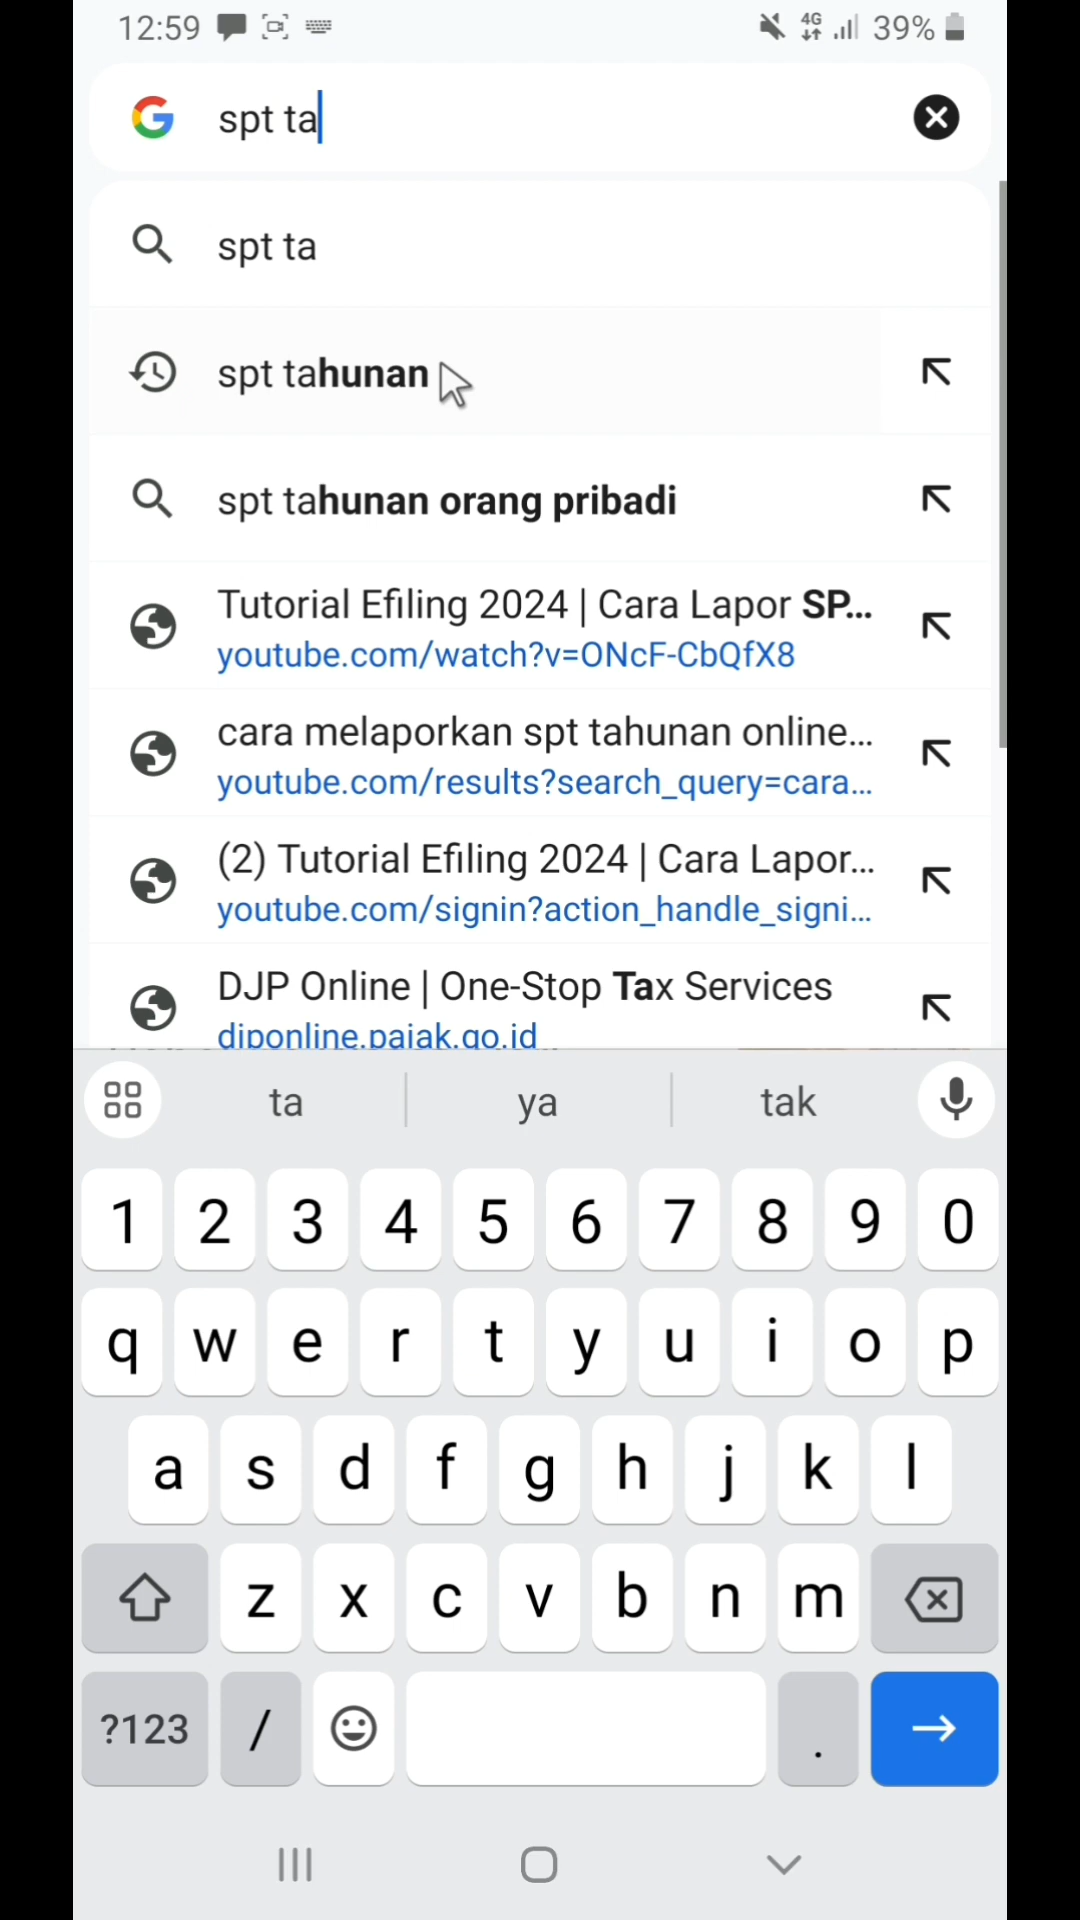 12:59 4G 39%
spt ta
spt ta
spt tahunan
spt tahunan orang pribadi
Tutorial Efiling 2024 | Cara Lapor SP...
youtube.com/watch?v=ONcF-CbQfX8
cara melaporkan spt tahunan online...
youtube.com/results?search_query=cara...
(2) Tutorial Efiling 2024 | Cara Lapor...
youtube.com/signin?action_handle_signi...
DJP Online | One-Stop Tax Services
djponline.pajak.go.id
ta ya tak
1 2 3 4 5 6 7 8 9 0
q w e r t y u i o p
a s d f g h j k l
z x c v b n m
?123 / .